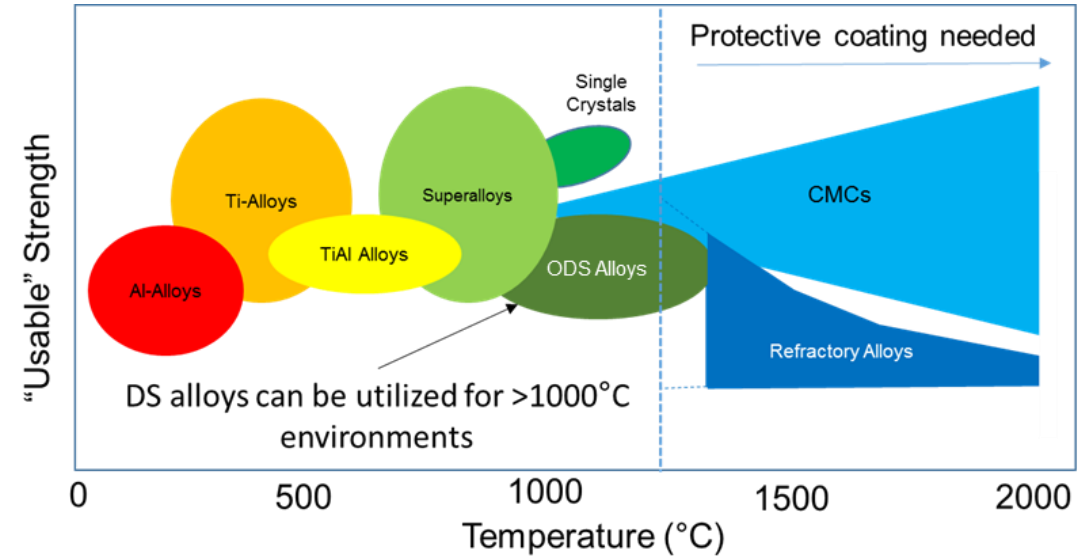 Protective coating needed
Single
Crystals
Ti-Alloys
Superalloys
CMCs
TiAl Alloys
ODS Alloys
Al-Alloys
Refractory Alloys
DS alloys can be utilized for >1000°C
environments
“Usable” Strength
0 500 1000 1500 2000
Temperature (°C)